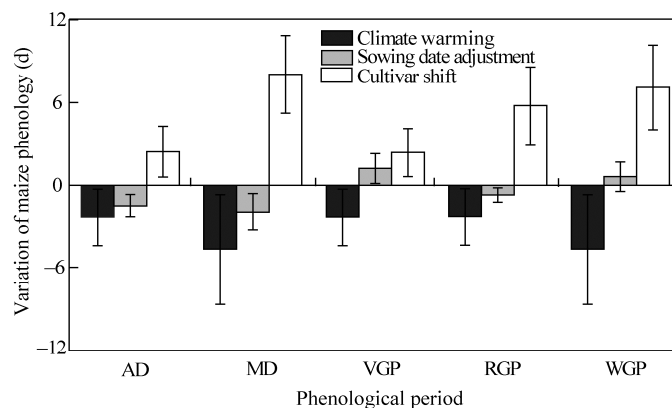 12
6
0
–6
–12
Variation of maize phenology (d)
Climate warming
Sowing date adjustment
Cultivar shift
AD MD VGP RGP WGP
Phenological period